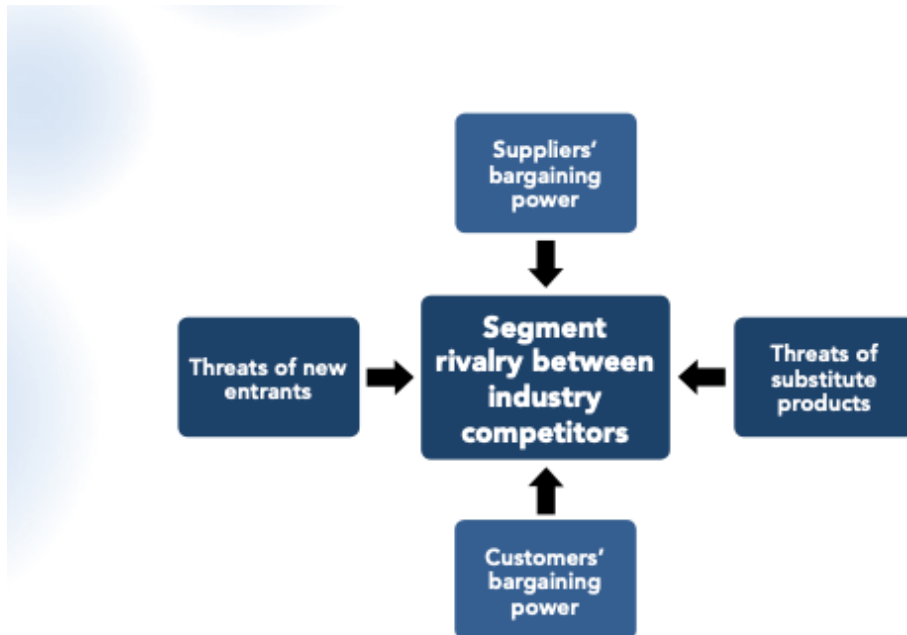 Suppliers'
bargaining
power
Threats of new
entrants
Segment
rivalry between
industry
competitors
Threats of
substitute
products
Customers'
bargaining
power